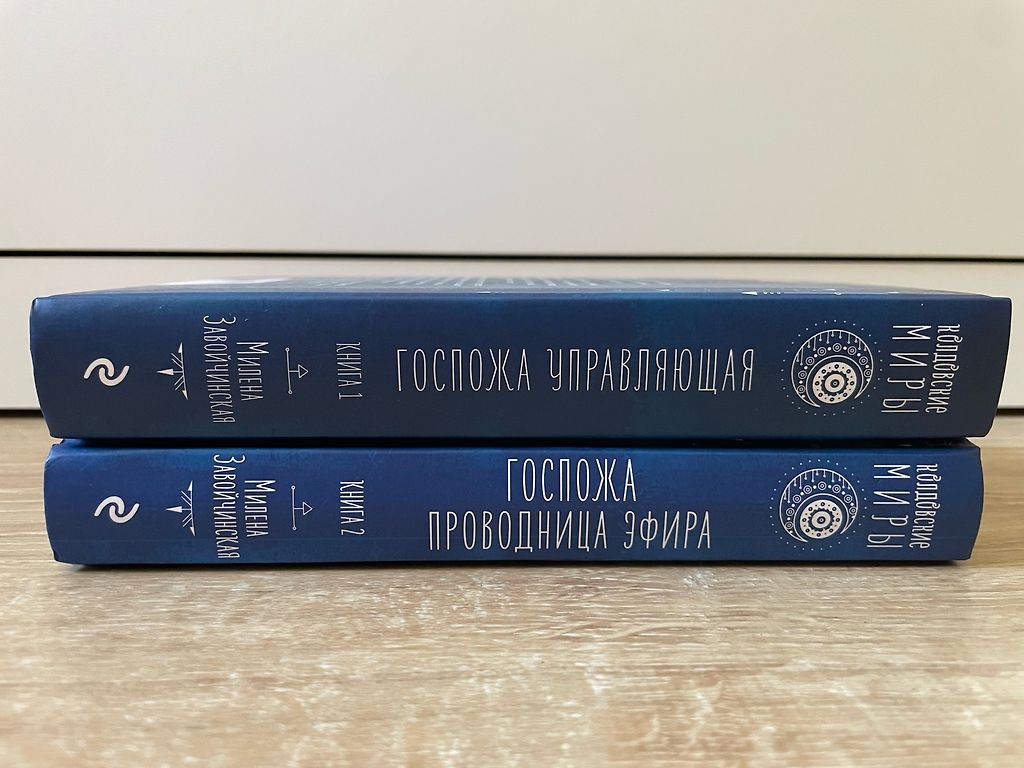 Милена
Завойчинская
КНИГА 1
ГОСПОЖА УПРАВЛЯЮЩАЯ
КОЛДОВСКИЕ
МИРЫ
Милена
Завойчинская
КНИГА 2
ГОСПОЖА
ПРОВОДНИЦА ЭФИРА
КОЛДОВСКИЕ
МИРЫ